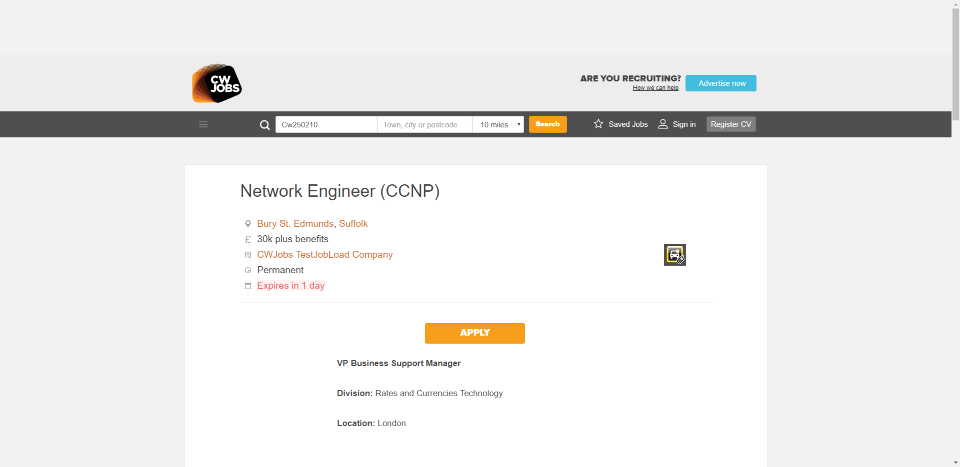 CW
JOBS
ARE YOU RECRUITING?
How we can help
Advertise now
Cw250210
Town, city or postcode
10 miles
Search
Saved Jobs
Sign in
Register CV
Network Engineer (CCNP)
Bury St. Edmunds, Suffolk
30k plus benefits
CWJobs TestJobLoad Company
Permanent
Expires in 1 day
APPLY
VP Business Support Manager
Division: Rates and Currencies Technology
Location: London